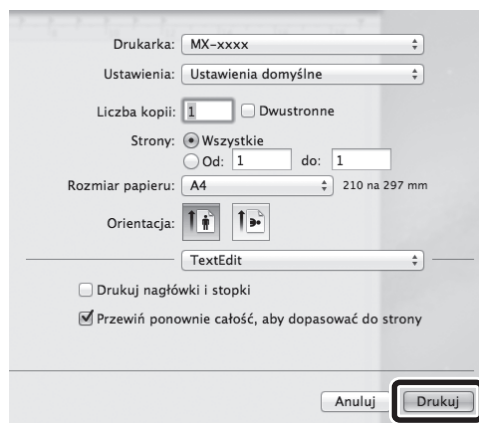 Drukarka: MX-xxxx
Ustawienia: Ustawienia domyślne
Liczba kopii: 1 Dwustronne
Strony: Wszystkie
Od: 1 do: 1
Rozmiar papieru: A4 210 na 297 mm
Orientacja:
TextEdit
Drukuj nagłówki i stopki
Przewiń ponownie całość, aby dopasować do strony
Anuluj Drukuj